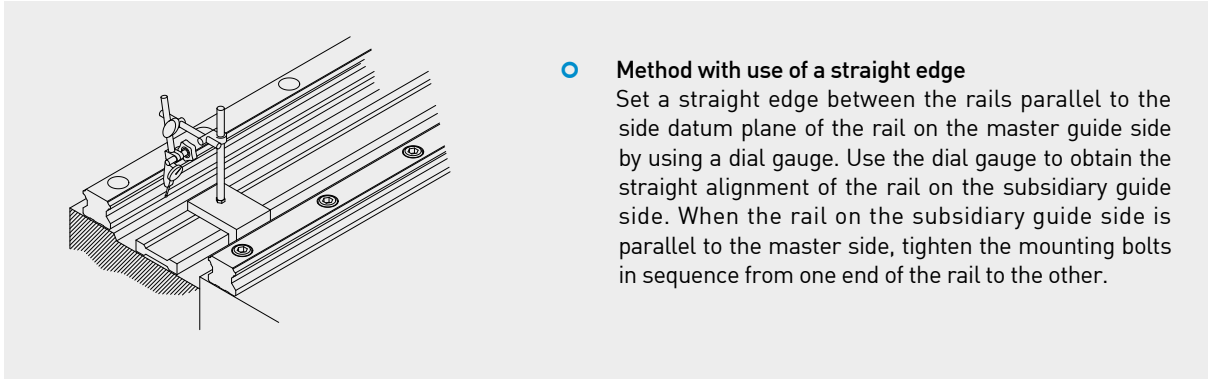 Method with use of a straight edge
Set a straight edge between the rails parallel to the
side datum plane of the rail on the master guide side
by using a dial gauge. Use the dial gauge to obtain the
straight alignment of the rail on the subsidiary guide
side. When the rail on the subsidiary guide side is
parallel to the master side, tighten the mounting bolts
in sequence from one end of the rail to the other.